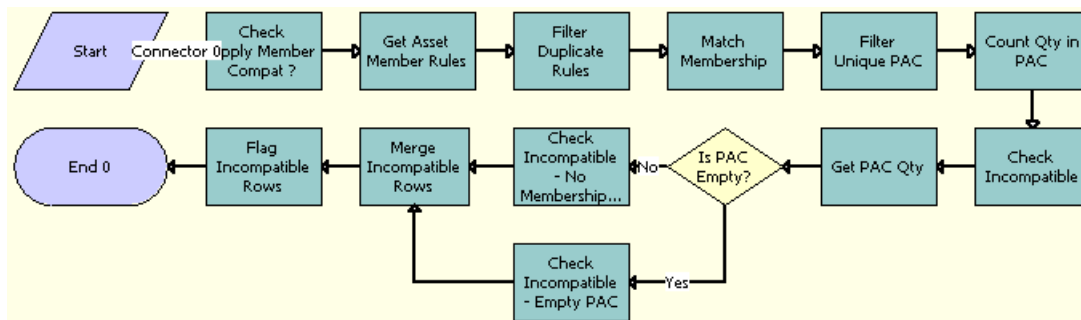 Start
Connector 0
Check
pply Member
Compat ?
Get Asset
Member Rules
Filter
Duplicate
Rules
Match
Membership
Filter
Unique PAC
Count Qty in
PAC
End 0
Flag
Incompatible
Rows
Merge
Incompatible
Rows
Check
Incompatible
- No
Membership...
No
Is PAC
Empty?
Get PAC Qty
Check
Incompatible
Check
Incompatible
- Empty PAC
Yes